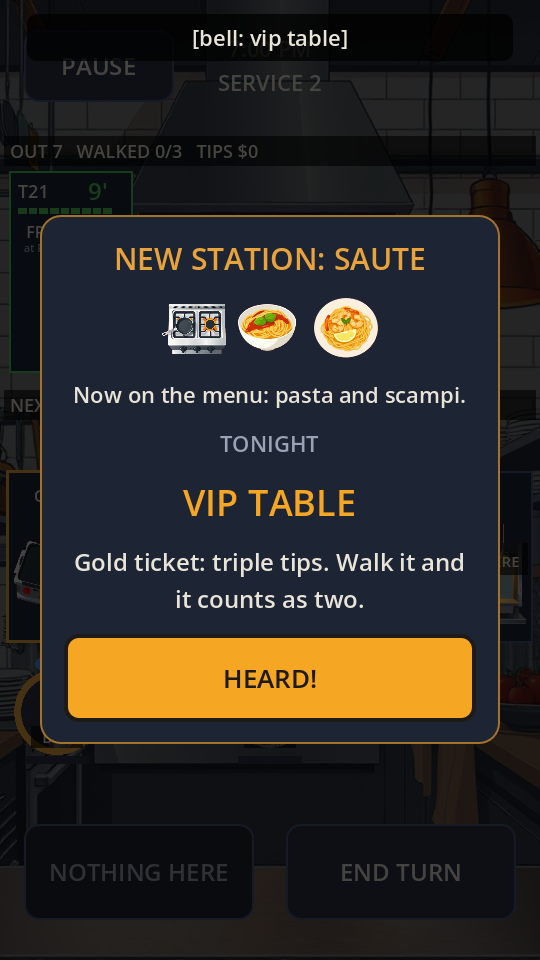 [bell: vip table]
PAUSE
SERVICE 2
OUT 7 WALKED 0/3 TIPS $0
T21 9'
NEW STATION: SAUTE
Now on the menu: pasta and scampi.
TONIGHT
VIP TABLE
Gold ticket: triple tips. Walk it and
it counts as two.
HEARD!
NOTHING HERE
END TURN